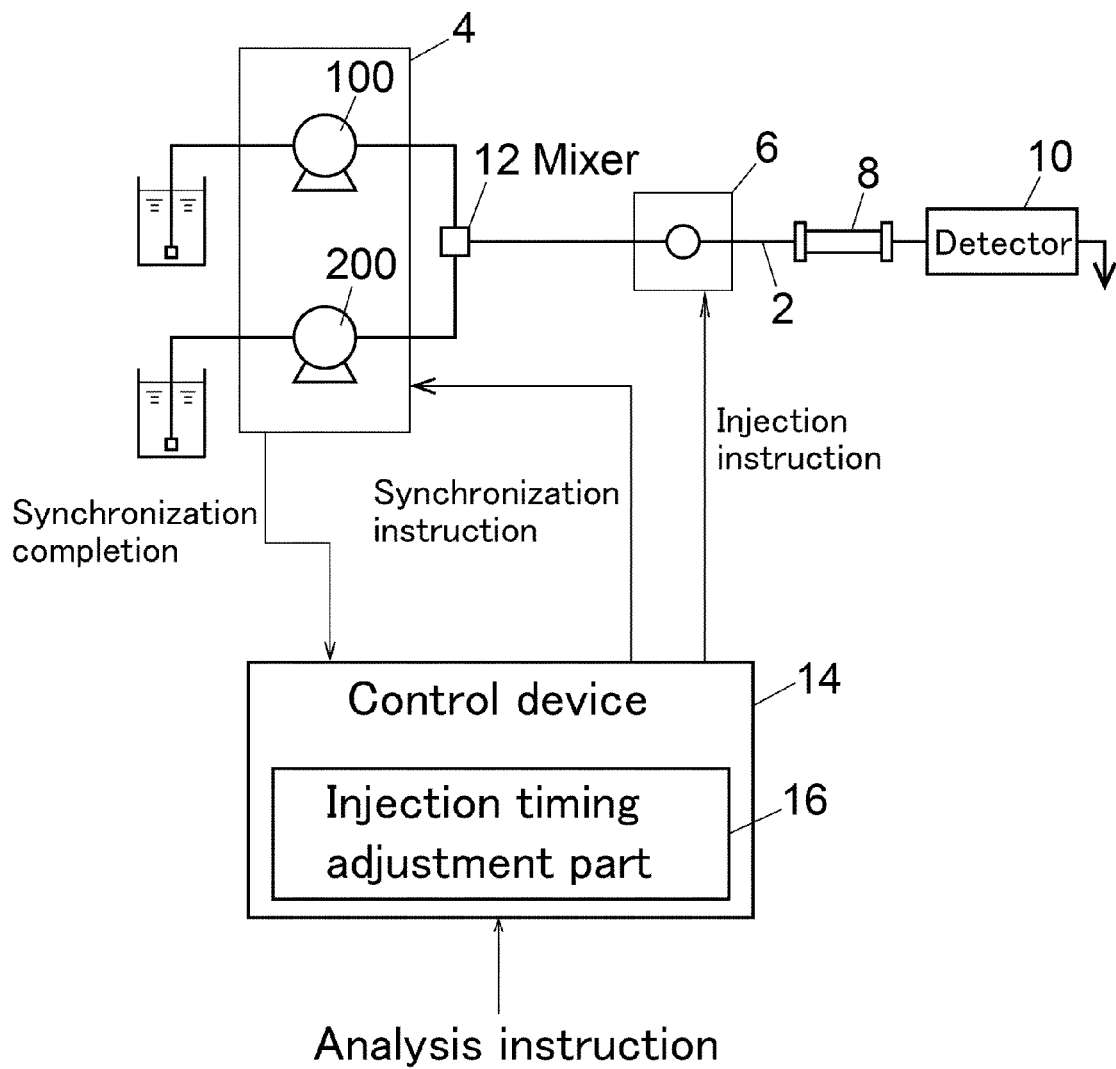 4
100
12 Mixer
6
8
10
Detector
200
2
Injection
instruction
Synchronization
completion
Synchronization
instruction
Control device
14
Injection timing
adjustment part
16
Analysis instruction